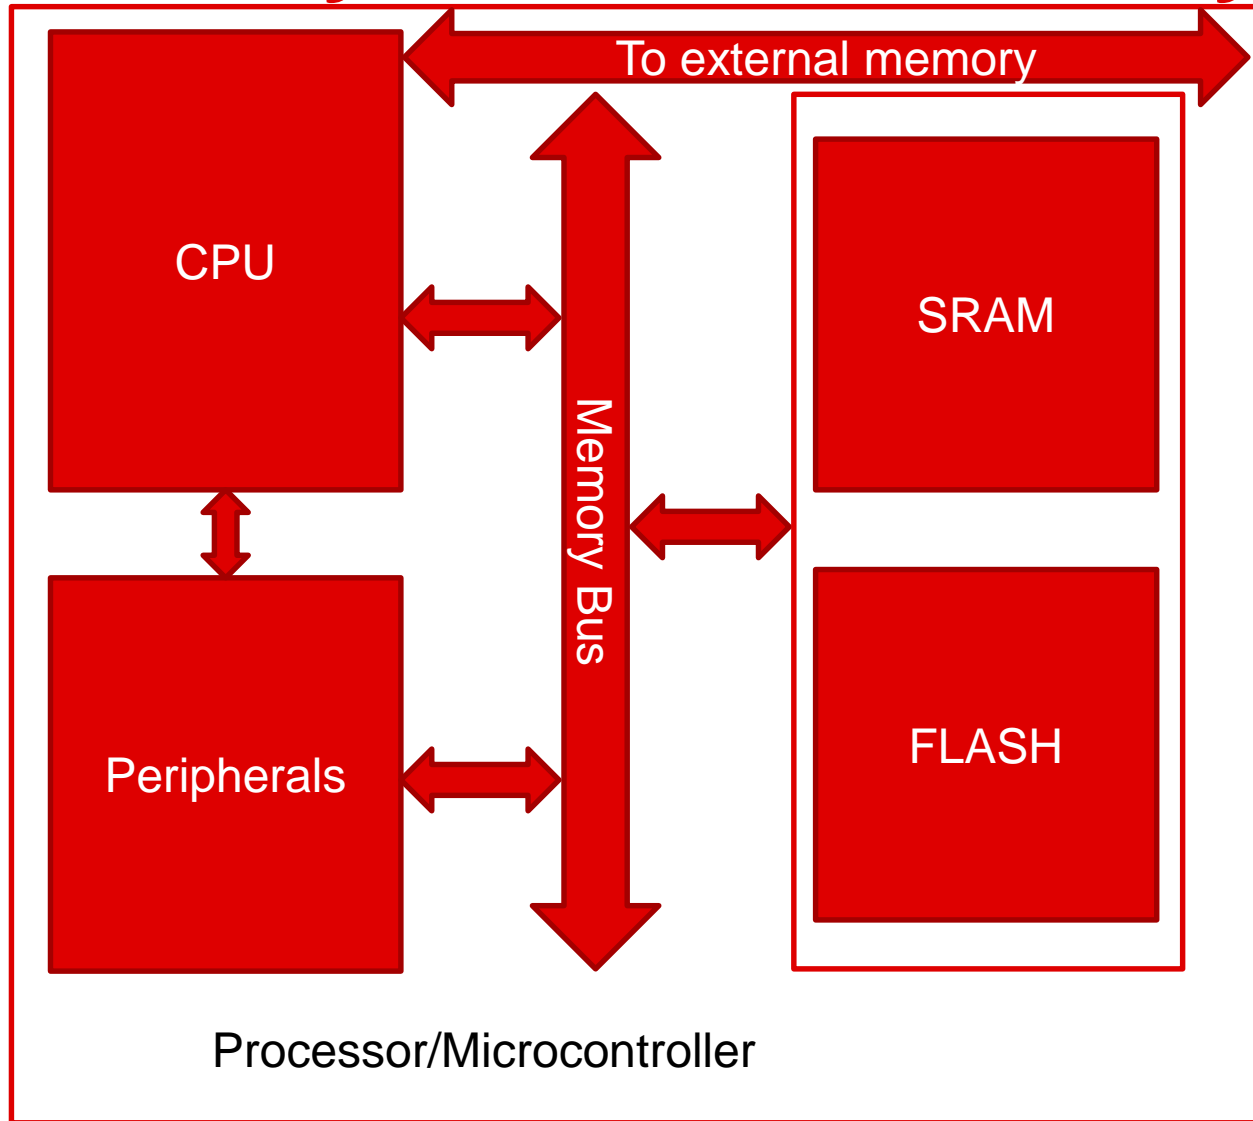 To external memory
CPU
SRAM
Memory Bus
Peripherals
FLASH
Processor/Microcontroller